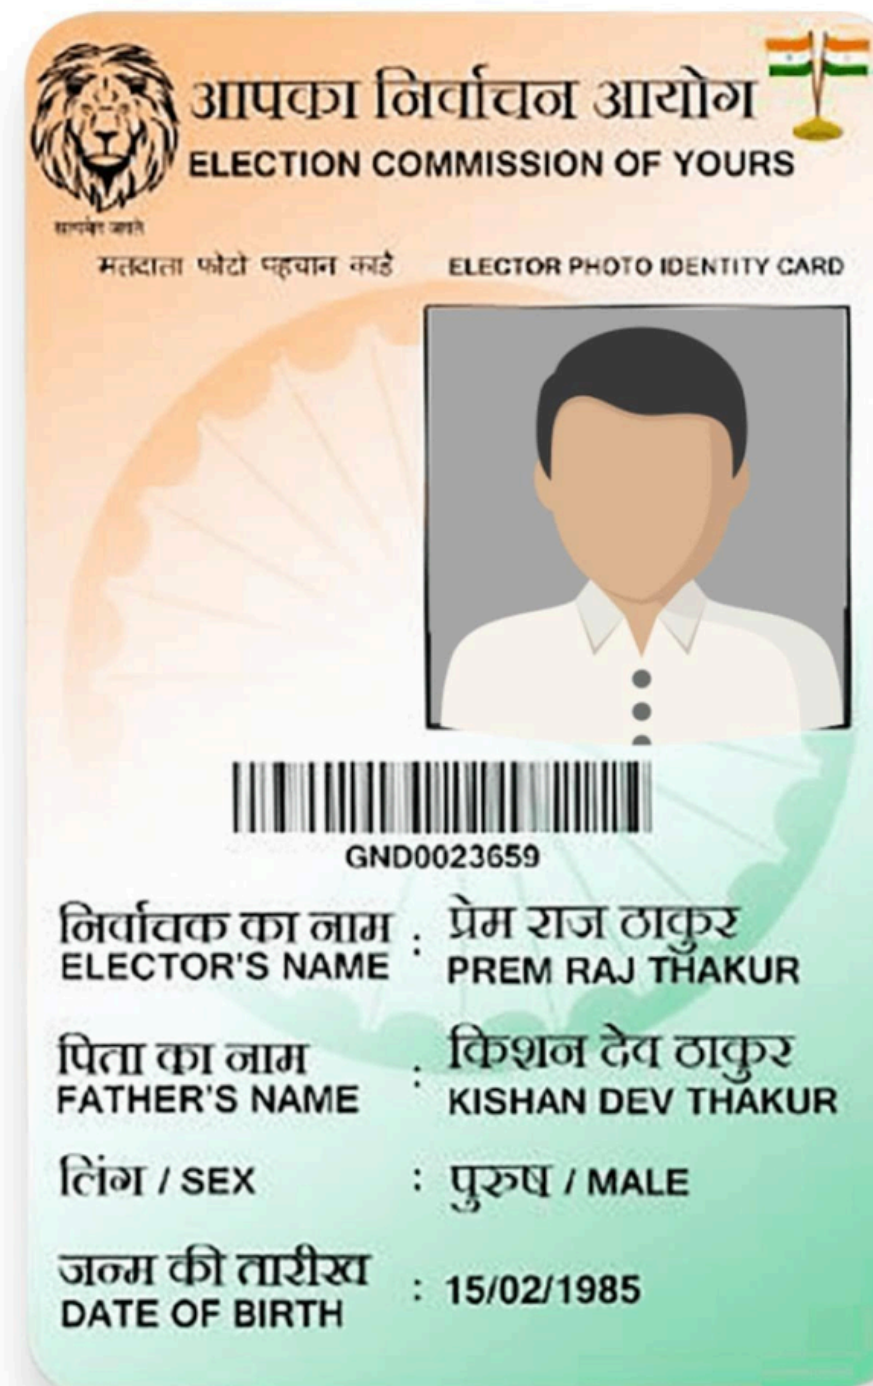 आपका निर्वाचन आयोग
ELECTION COMMISSION OF YOURS
मतदाता फोटो पहचान कार्ड ELECTOR PHOTO IDENTITY CARD
GND0023659
निर्वाचक का नाम : प्रेम राज ठाकुर
ELECTOR'S NAME PREM RAJ THAKUR
पिता का नाम : किशन देव ठाकुर
FATHER'S NAME KISHAN DEV THAKUR
लिंग / SEX : पुरुष / MALE
जन्म की तारीख : 15/02/1985
DATE OF BIRTH